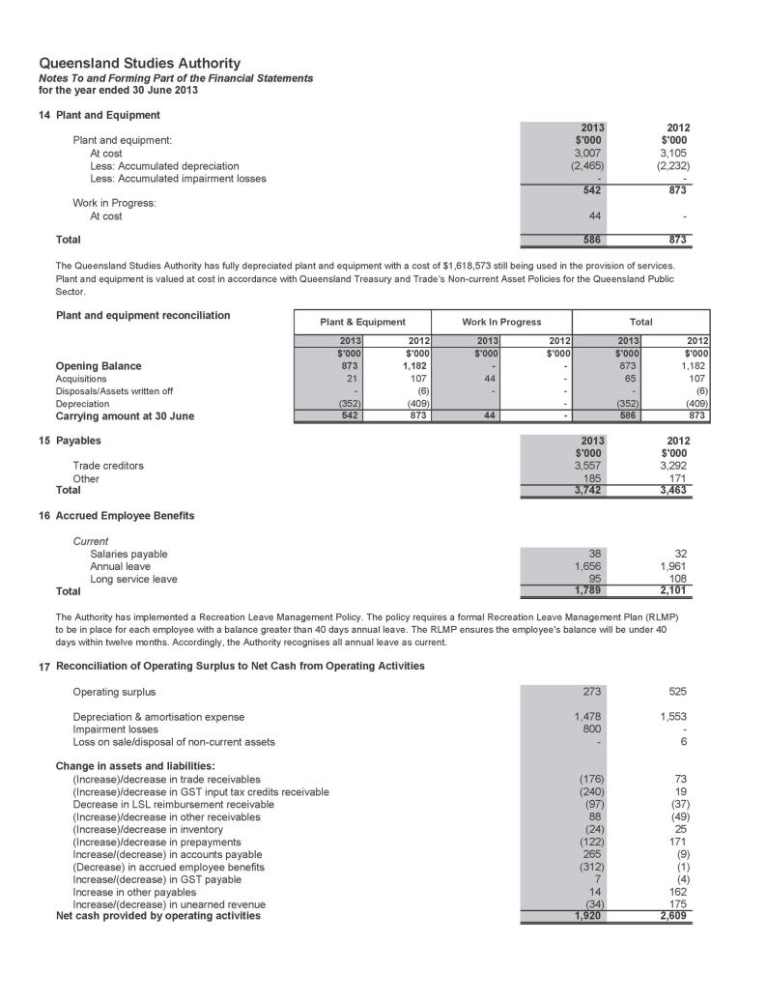 Queensland Studies Authority
Notes To and Forming Part of the Financial Statements
for the year ended 30 June 2013
14 Plant and Equipment
2013 2012
Plant and equipment: $'000 $'000
At cost 3,007 3,105
Less: Accumulated depreciation (2,465) (2,232)
Less: Accumulated impairment losses - -
542 873
Work in Progress:
At cost 44 -
Total 586 873
The Queensland Studies Authority has fully depreciated plant and equipment with a cost of $1,618,573 still being used in the provision of services.
Plant and equipment is valued at cost in accordance with Queensland Treasury and Trade's Non-current Asset Policies for the Queensland Public
Sector.
Plant and equipment reconciliation Plant & Equipment Work In Progress Total
2013 2012 2013 2012 2013 2012
$'000 $'000 $'000 $'000 $'000 $'000
Opening Balance 873 1,182 - - 873 1,182
Acquisitions 21 107 44 - 65 107
Disposals/Assets written off - (6) - - - (6)
Depreciation (352) (409) - (352) (409)
Carrying amount at 30 June 542 873 44 - 586 873
15 Payables 2013 2012
$'000 $'000
Trade creditors 3,557 3,292
Other 185 171
Total 3,742 3,463
16 Accrued Employee Benefits
Current
Salaries payable 38 32
Annual leave 1,656 1,961
Long service leave 95 108
Total 1,789 2,101
The Authority has implemented a Recreation Leave Management Policy. The policy requires a formal Recreation Leave Management Plan (RLMP)
to be in place for each employee with a balance greater than 40 days annual leave. The RLMP ensures the employee's balance will be under 40
days within twelve months. Accordingly, the Authority recognises all annual leave as current.
17 Reconciliation of Operating Surplus to Net Cash from Operating Activities
Operating surplus 273 525
Depreciation & amortisation expense 1,478 1,553
Impairment losses 800 -
Loss on sale/disposal of non-current assets - 6
Change in assets and liabilities:
(Increase)/decrease in trade receivables (176) 73
(Increase)/decrease in GST input tax credits receivable (240) 19
Decrease in LSL reimbursement receivable (97) (37)
(Increase)/decrease in other receivables 88 (49)
(Increase)/decrease in inventory (24) 25
(Increase)/decrease in prepayments (122) 171
Increase/(decrease) in accounts payable 265 (9)
(Decrease) in accrued employee benefits (312) (1)
Increase/(decrease) in GST payable 7 (4)
Increase in other payables 14 162
Increase/(decrease) in unearned revenue (34) 175
Net cash provided by operating activities 1,920 2,609